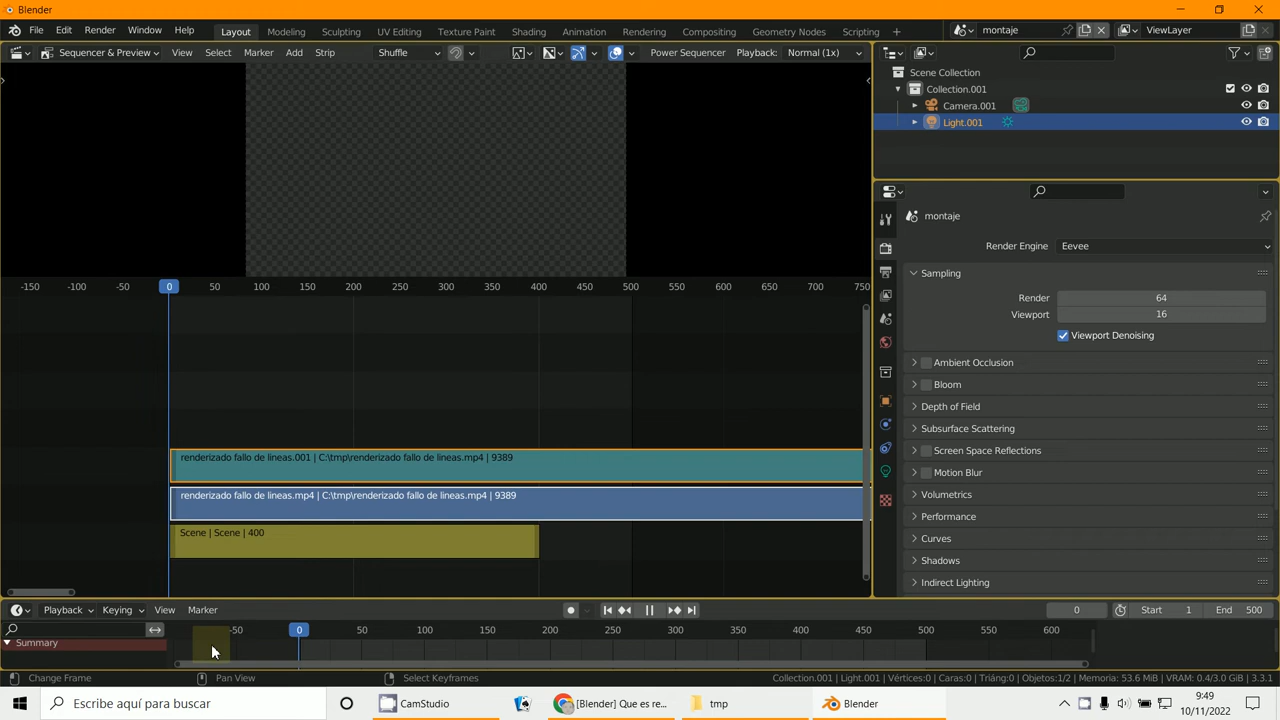 Blender
File Edit Render Window Help Layout Modeling Sculpting UV Editing Texture Paint Shading Animation Rendering Compositing Geometry Nodes Scripting montaje ViewLayer
Sequencer & Preview View Select Marker Add Strip Shuffle Power Sequencer Playback: Normal (1x)
Scene Collection
Collection.001
Camera.001
Light.001
montaje
Render Engine Eevee
Sampling
Render 64
Viewport 16
Viewport Denoising
Ambient Occlusion
Bloom
Depth of Field
Subsurface Scattering
Screen Space Reflections
Motion Blur
Volumetrics
Performance
Curves
Shadows
Indirect Lighting
-150 -100 -50 0 50 100 150 200 250 300 350 400 450 500 550 600 650 700 750
renderizado fallo de lineas.001 | C:\tmp\renderizado fallo de lineas.mp4 | 9389
renderizado fallo de lineas.mp4 | C:\tmp\renderizado fallo de lineas.mp4 | 9389
Scene | Scene | 400
Playback Keying View Marker 0 Start 1 End 500
-50 0 50 100 150 200 250 300 350 400 450 500 550 600
Summary
Change Frame Pan View Select Keyframes Collection.001 | Light.001 | Vértices:0 | Caras:0 | Triáng:0 | Objetos:1/2 | Memoria: 53.6 MiB | VRAM: 0.4/3.0 GiB | 3.3.1
Escribe aquí para buscar CamStudio [Blender] Que es re... tmp Blender 9:49
10/11/2022